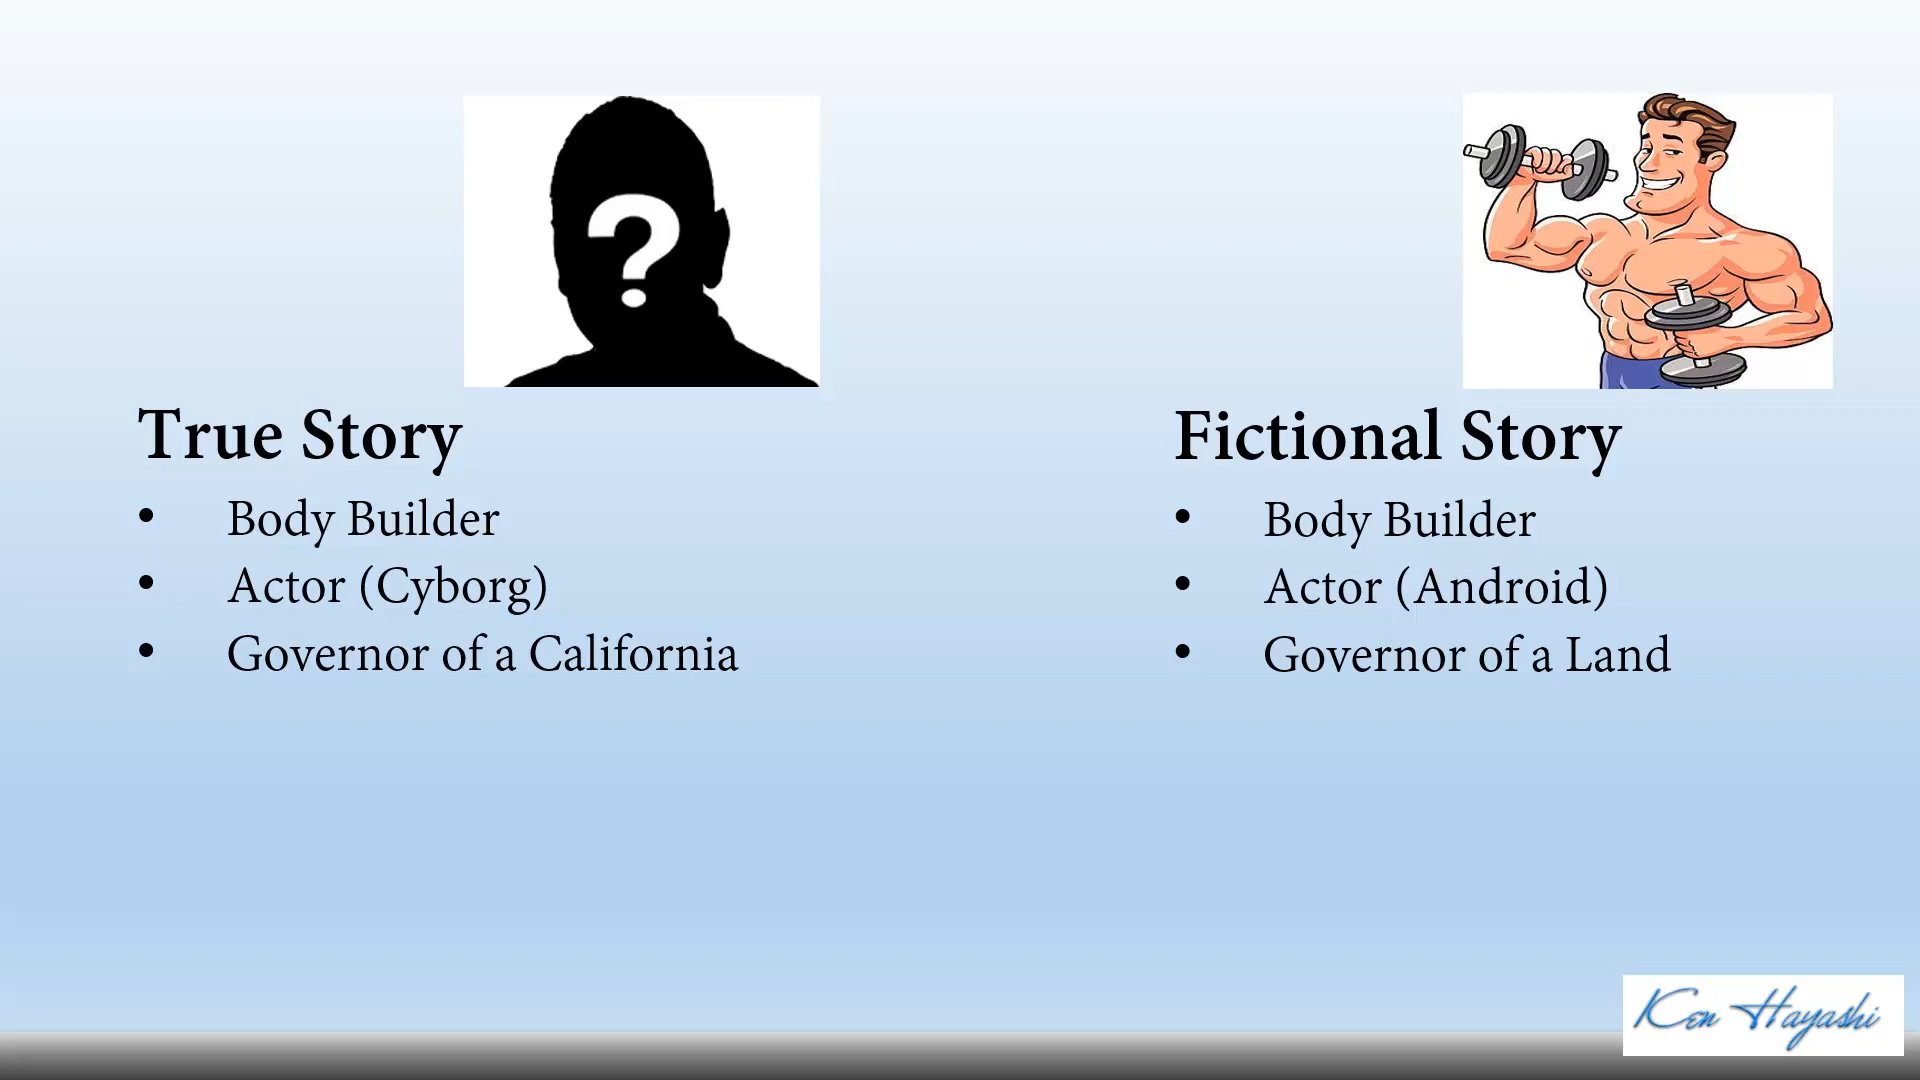 ?
True Story
• Body Builder
• Actor (Cyborg)
• Governor of a California
Fictional Story
• Body Builder
• Actor (Android)
• Governor of a Land
Ken Hayashi